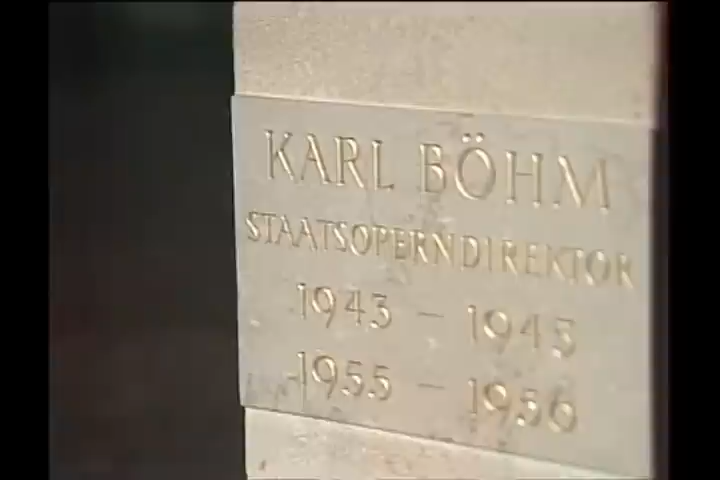 KARL BÖHM
STAATSOPERNDIREKTOR
1943 – 1945
1955 – 1956